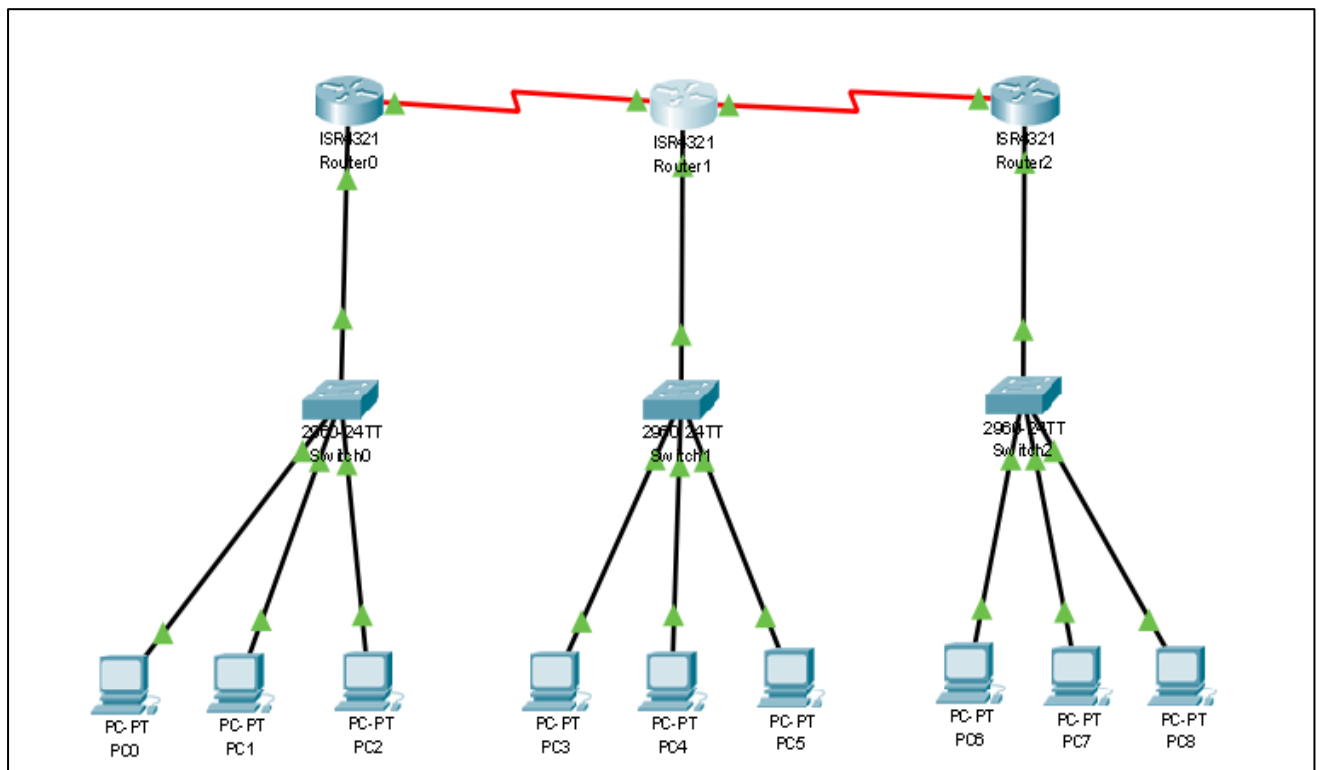 ISR4321
Router0
ISR4321
Router1
ISR4321
Router2
2960-24TT
Switch0
2960-24TT
Switch1
2960-24TT
Switch2
PC-PT
PC0
PC-PT
PC1
PC-PT
PC2
PC-PT
PC3
PC-PT
PC4
PC-PT
PC5
PC-PT
PC6
PC-PT
PC7
PC-PT
PC8